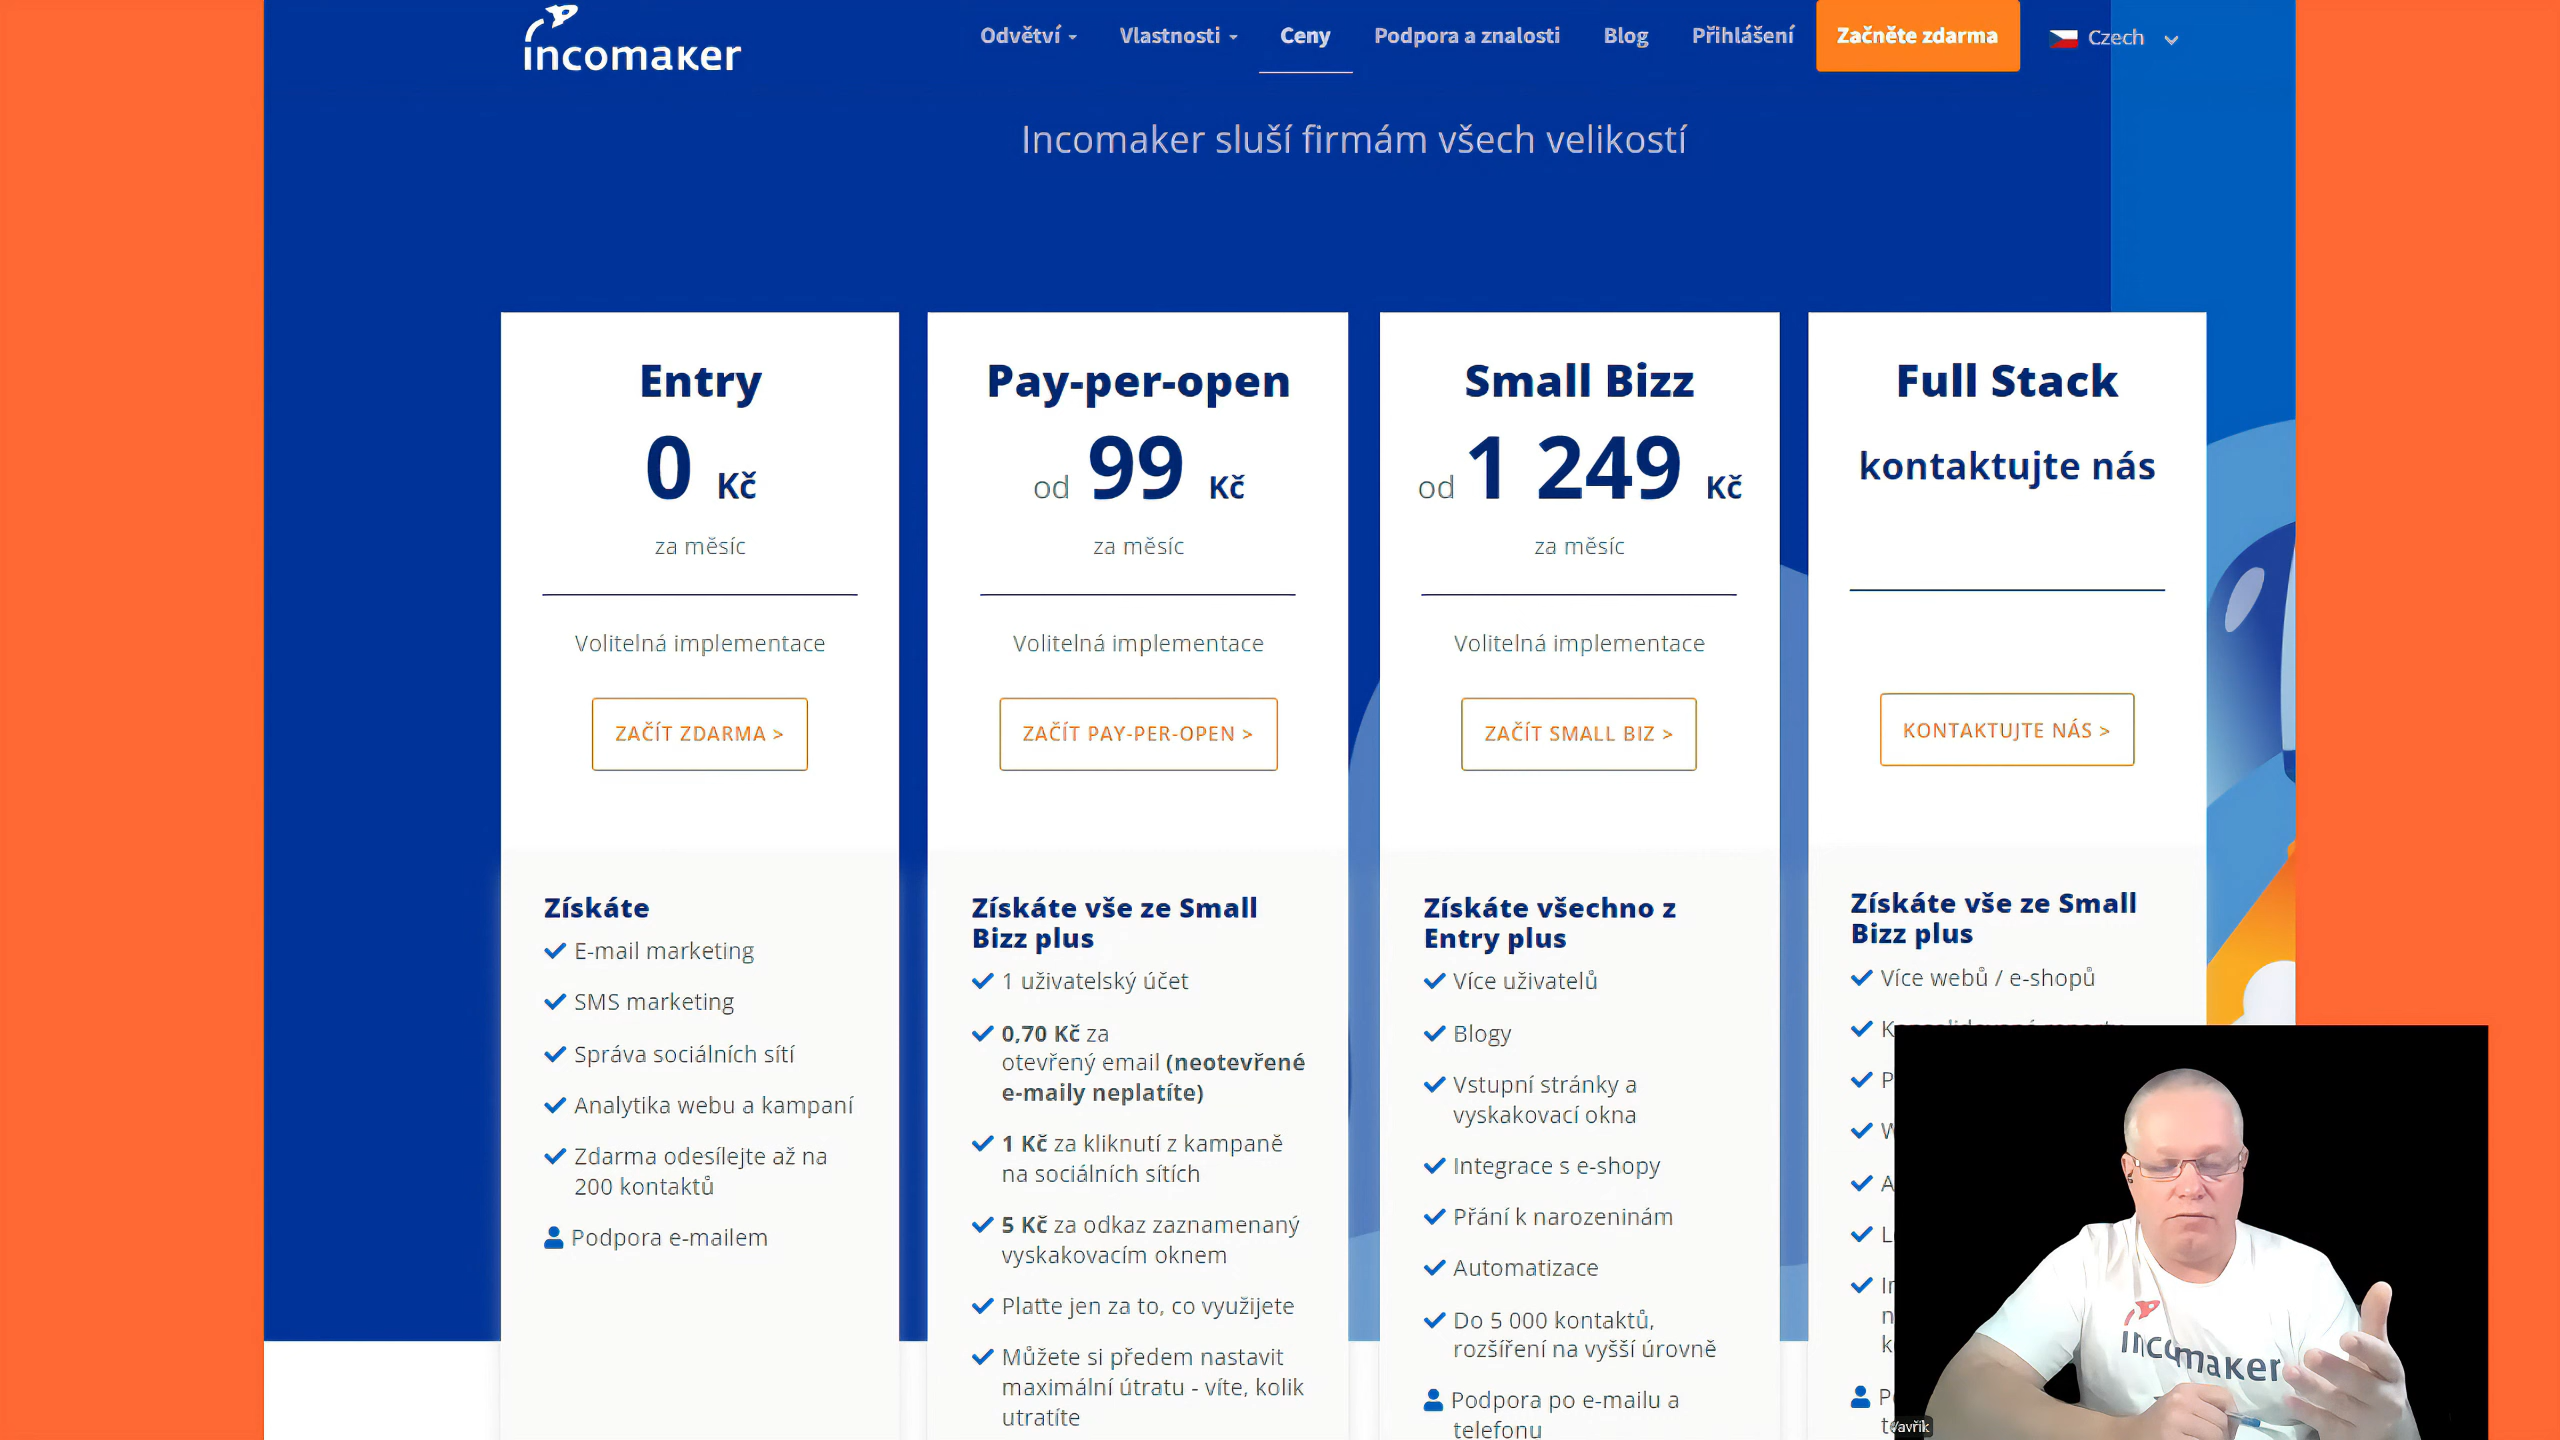 incomaker
Odvětví
Vlastnosti
Ceny
Podpora a znalosti
Blog
Přihlášení
Začněte zdarma
Czech
Incomaker sluší firmám všech velikostí
Entry
0 Kč
za měsíc
Volitelná implementace
ZAČÍT ZDARMA >
Získáte
E-mail marketing
SMS marketing
Správa sociálních sítí
Analytika webu a kampaní
Zdarma odesílejte až na
200 kontaktů
Podpora e-mailem
Pay-per-open
od 99 Kč
za měsíc
Volitelná implementace
ZAČÍT PAY-PER-OPEN >
Získáte vše ze Small
Bizz plus
1 uživatelský účet
0,70 Kč za
otevřený email (neotevřené
e-maily neplatíte)
1 Kč za kliknutí z kampaně
na sociálních sítích
5 Kč za odkaz zaznamenaný
vyskakovacím oknem
Plaťte jen za to, co využijete
Můžete si předem nastavit
maximální útratu - víte, kolik
utratíte
Small Bizz
od 1 249 Kč
za měsíc
Volitelná implementace
ZAČÍT SMALL BIZ >
Získáte všechno z
Entry plus
Více uživatelů
Blogy
Vstupní stránky a
vyskakovací okna
Integrace s e-shopy
Přání k narozeninám
Automatizace
Do 5 000 kontaktů,
rozšíření na vyšší úrovně
Podpora po e-mailu a
telefonu
Full Stack
kontaktujte nás
KONTAKTUJTE NÁS >
Získáte vše ze Small
Bizz plus
Více webů / e-shopů
incomaker